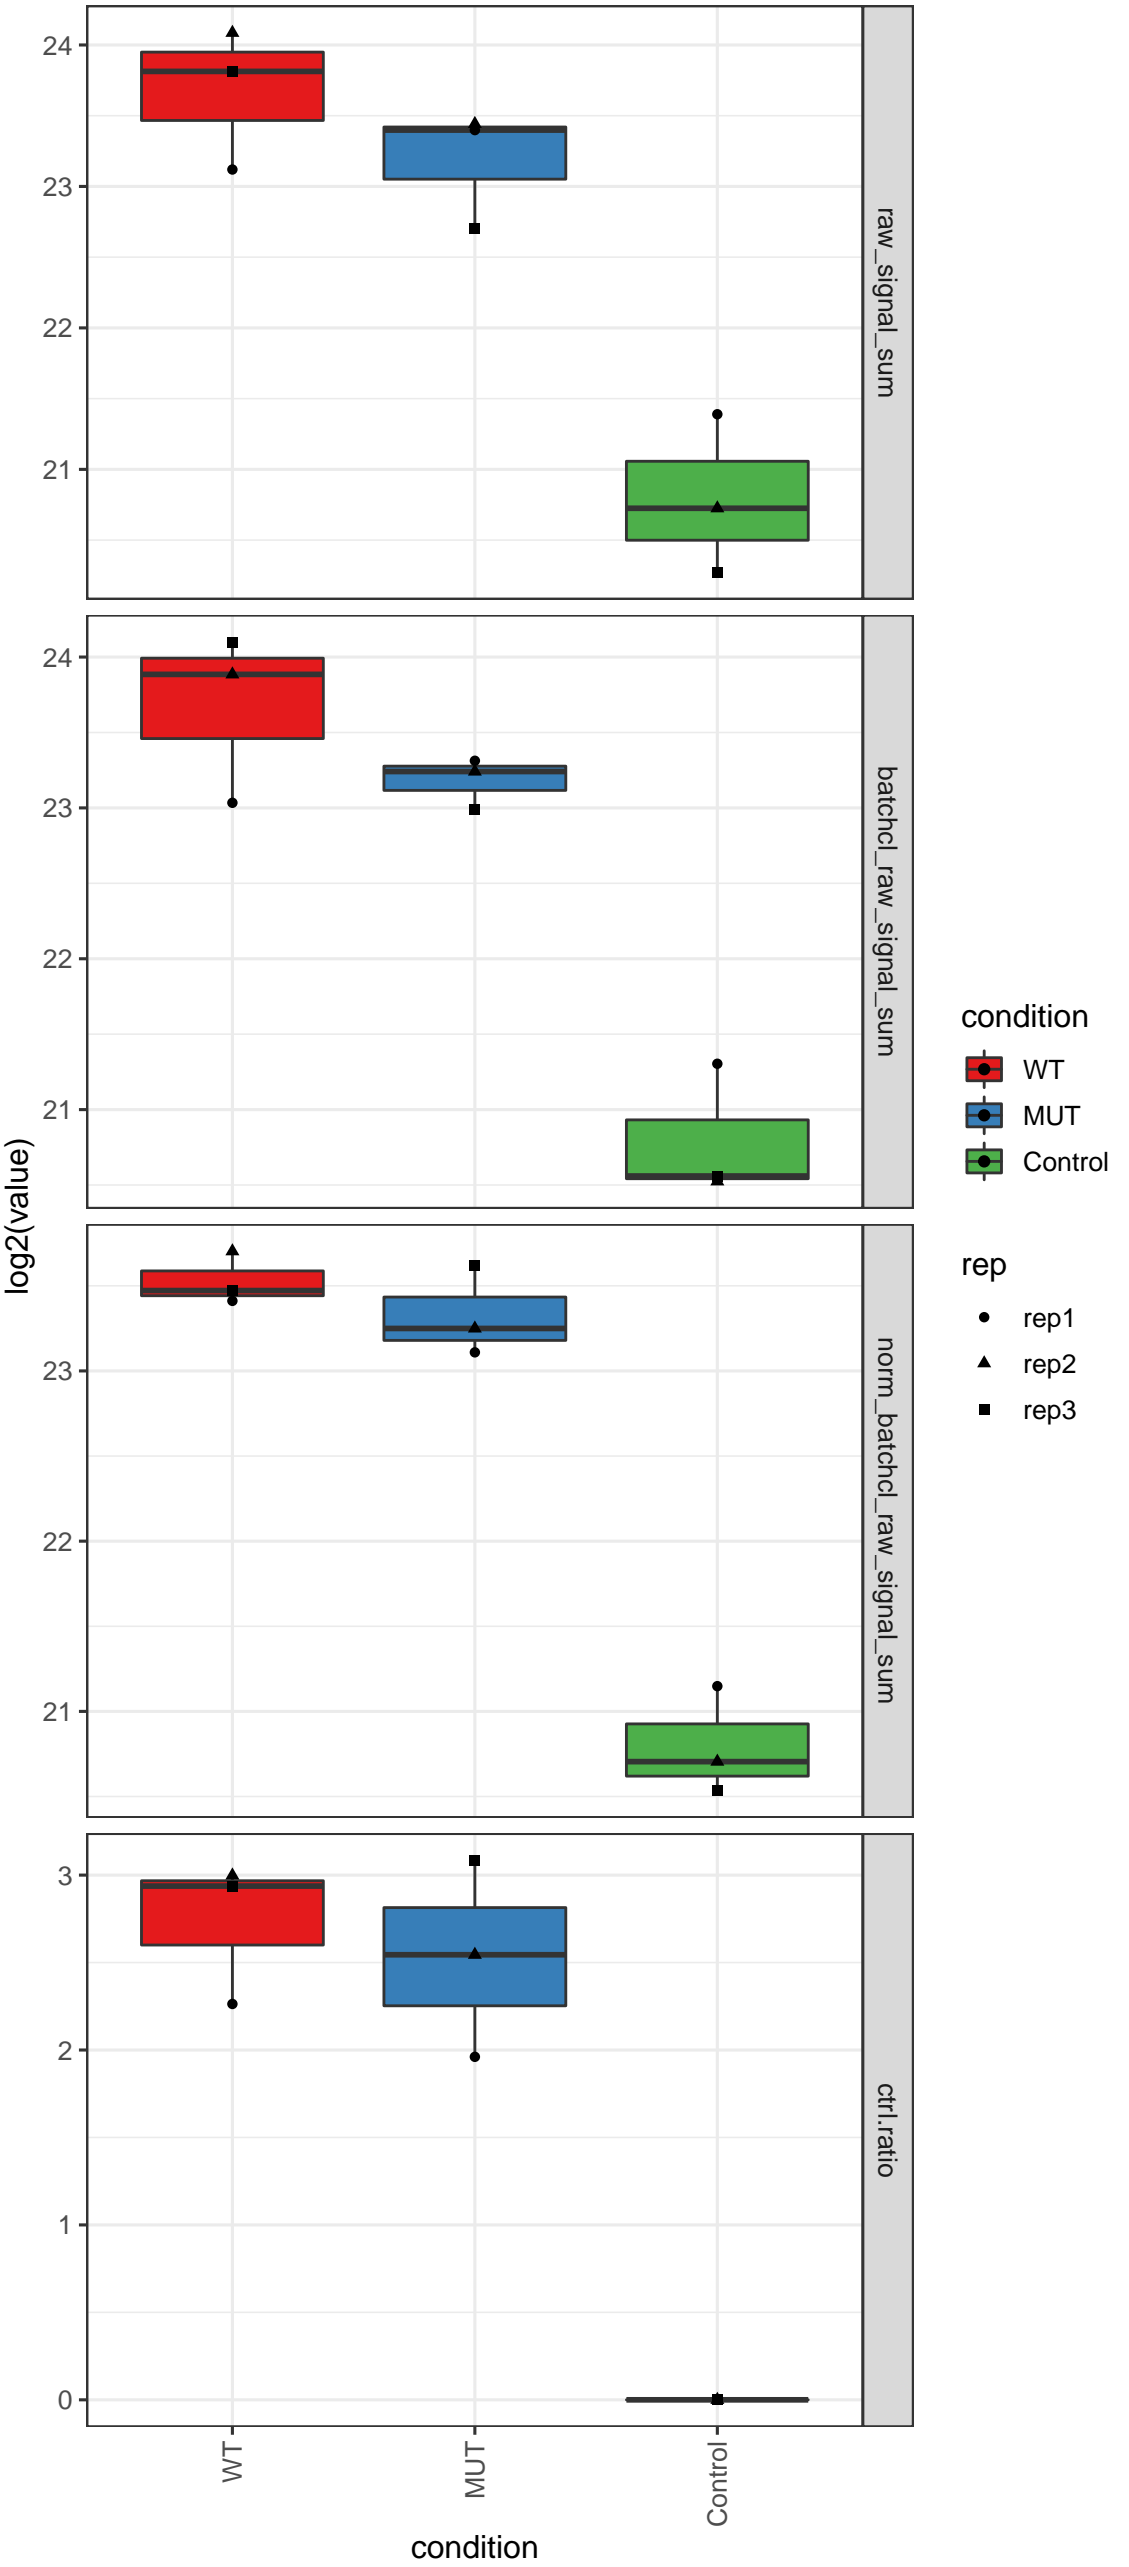 24
23
22
21
raw_signal_sum
24
23
22
21
batchcl_raw_signal_sum
23
22
21
norm_batchcl_raw_signal_sum
3
2
1
0
ctrl.ratio
log2(value)
WT
MUT
Control
condition
condition
WT
MUT
Control
rep
rep1
rep2
rep3